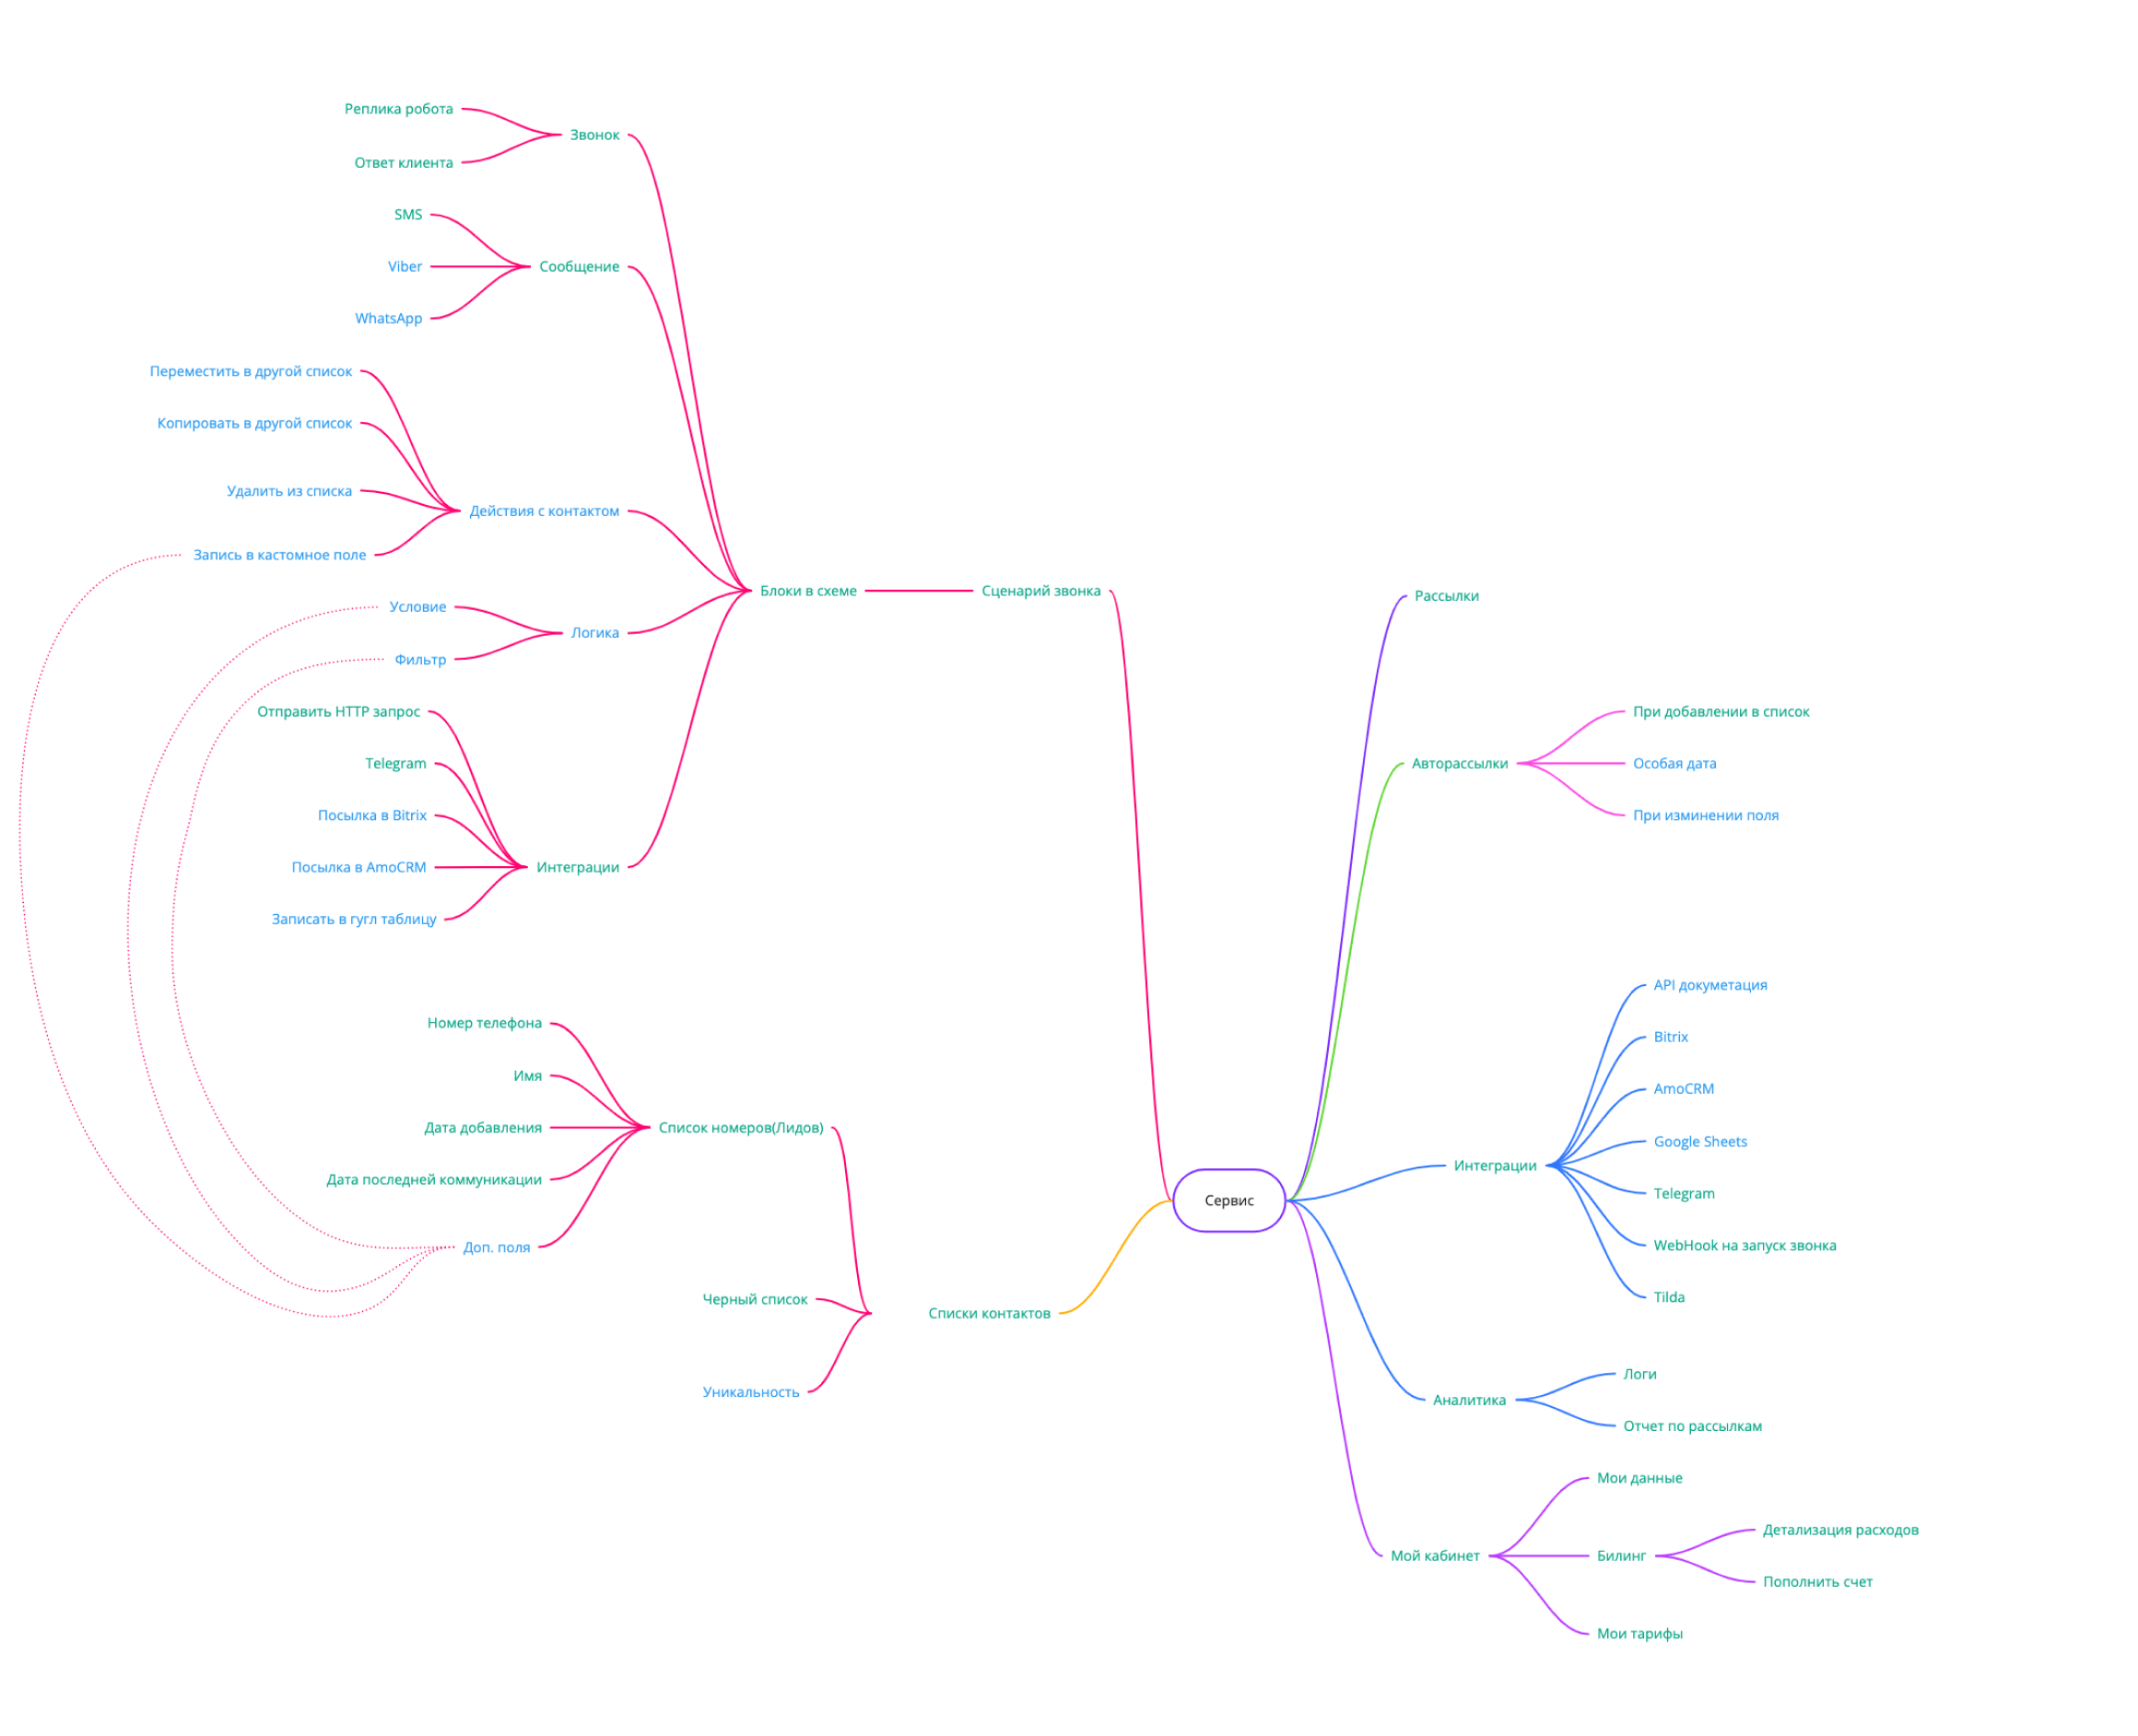 Реплика робота
Звонок
Ответ клиента
SMS
Сообщение
Viber
WhatsApp
Переместить в другой список
Копировать в другой список
Удалить из списка
Действия с контактом
Запись в кастомное поле
Блоки в схеме
Сценарий звонка
Условие
Логика
Фильтр
Отправить HTTP запрос
Telegram
Посылка в Bitrix
Посылка в AmoCRM
Интеграции
Записать в гугл таблицу
Номер телефона
Имя
Дата добавления
Список номеров(Лидов)
Дата последней коммуникации
Доп. поля
Черный список
Списки контактов
Уникальность
Сервис
Рассылки
При добавлении в список
Авторассылки
Особая дата
При изминении поля
API докуметация
Bitrix
AmoCRM
Google Sheets
Интеграции
Telegram
WebHook на запуск звонка
Tilda
Логи
Аналитика
Отчет по рассылкам
Мои данные
Детализация расходов
Мой кабинет
Билинг
Пополнить счет
Мои тарифы